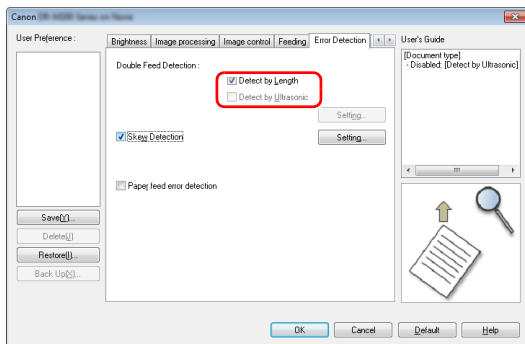 Canon on None
User Preference :
Brightness
Image processing
Image control
Feeding
Error Detection
User's Guide
[Document type]
- Disabled: [Detect by Ultrasonic]
Double Feed Detection :
Detect by Length
Detect by Ultrasonic
Setting...
Skew Detection
Setting...
Paper feed error detection
Save(Y)...
Delete(J)
Restore(I)...
Back Up(X)...
OK
Cancel
Default
Help